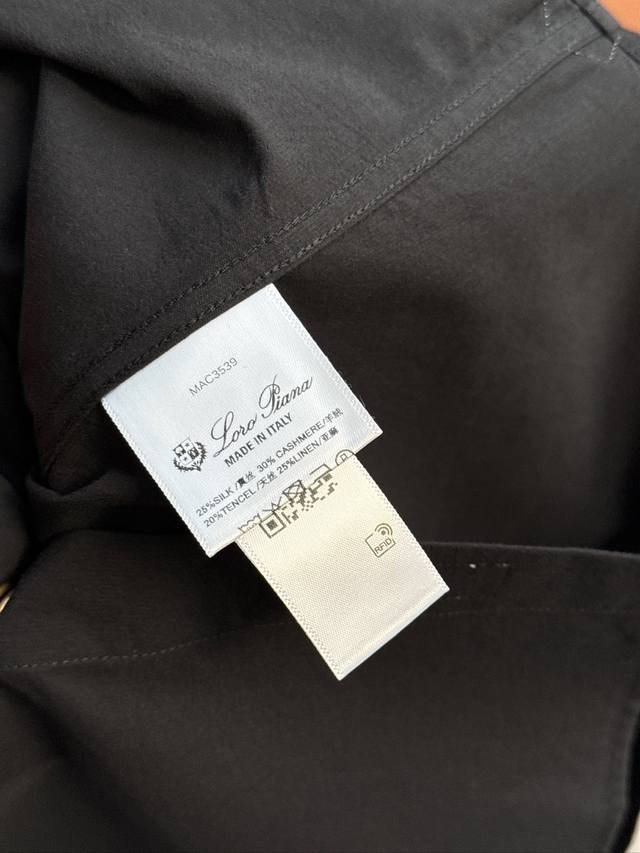 MAC3539
Loro Piana
MADE IN ITALY
25%SILK/真丝 30% CASHMERE/羊绒
20%TENCEL/天丝 25%LINEN/亚麻
RFID